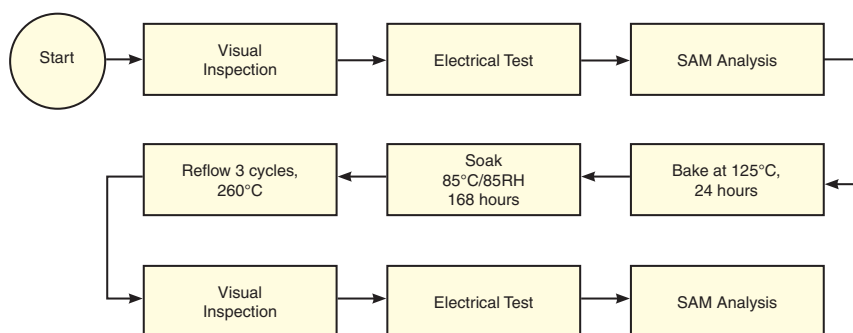 Start
Visual
Inspection
Electrical Test
SAM Analysis
Reflow 3 cycles,
260°C
Soak
85°C/85RH
168 hours
Bake at 125°C,
24 hours
Visual
Inspection
Electrical Test
SAM Analysis